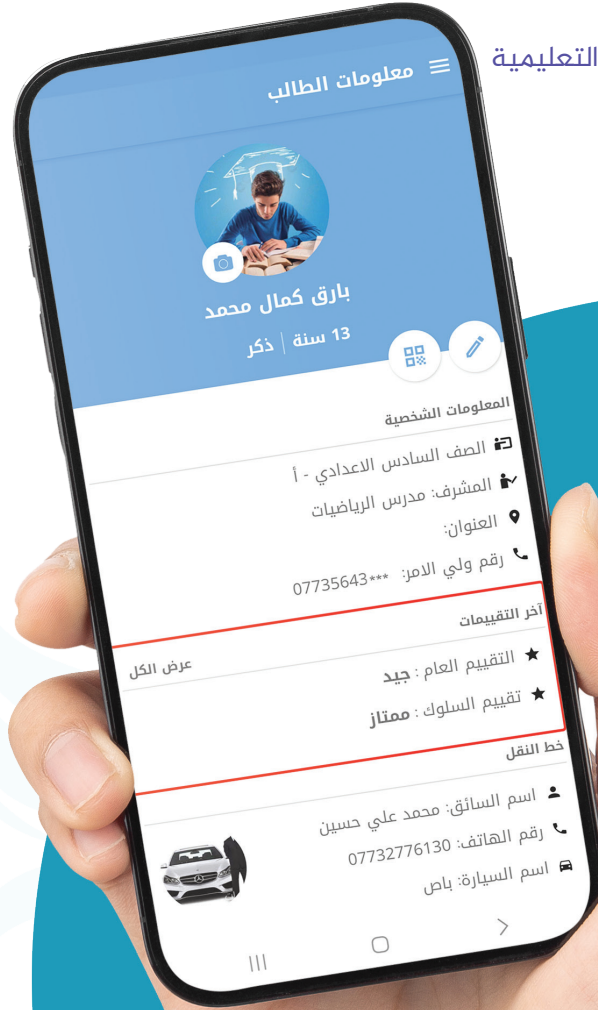 التعليمية
معلومات الطالب
بارق كمال محمد
13 سنة | ذكر
المعلومات الشخصية
الصف السادس الاعدادي - أ
المشرف: مدرس الرياضيات
العنوان:
رقم ولي الامر: ***07735643
آخر التقييمات
عرض الكل
التقييم العام : جيد
تقييم السلوك : ممتاز
خط النقل
اسم السائق: محمد علي حسين
رقم الهاتف: 07732776130
اسم السيارة: باص